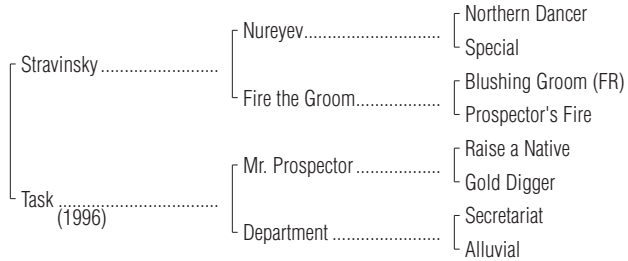 Northern Dancer
Nureyev
Special
Stravinsky
Blushing Groom (FR)
Fire the Groom
Prospector's Fire
Raise a Native
Mr. Prospector
Gold Digger
Task
(1996)
Secretariat
Department
Alluvial